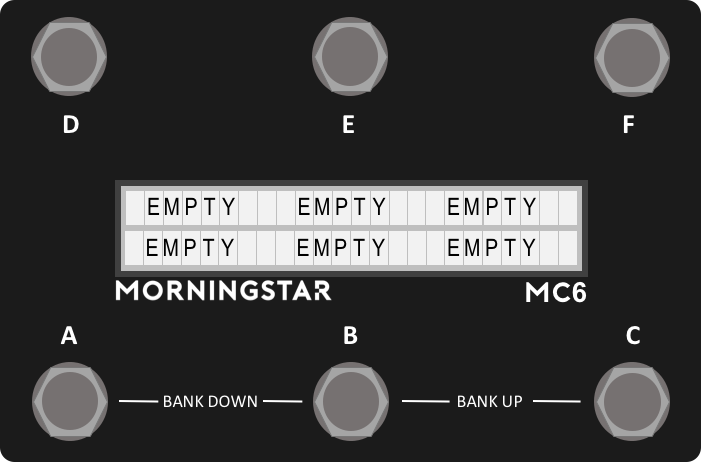 D E F
EMPTY EMPTY EMPTY
EMPTY EMPTY EMPTY
MORNINGSTAR MC6
A B C
BANK DOWN BANK UP